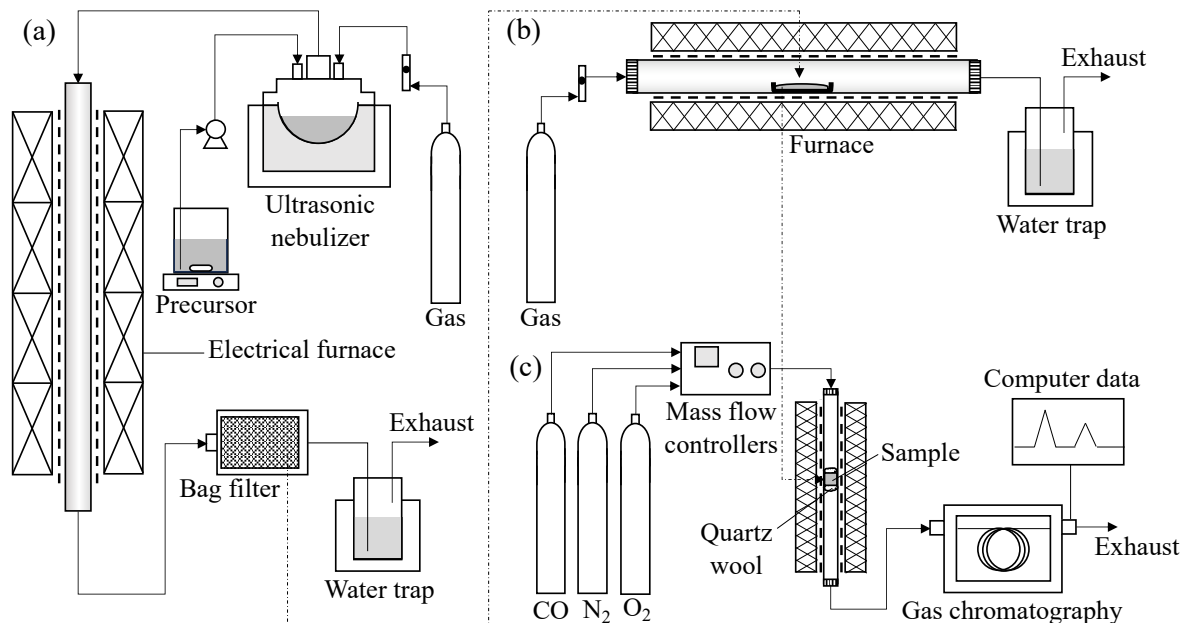 (a)
Ultrasonic
nebulizer
Precursor
Gas
Electrical furnace
Bag filter
Exhaust
Water trap
(b)
Exhaust
Furnace
Gas
Water trap
(c)
Mass flow
controllers
CO
N2
O2
Sample
Quartz
wool
Computer data
Exhaust
Gas chromatography